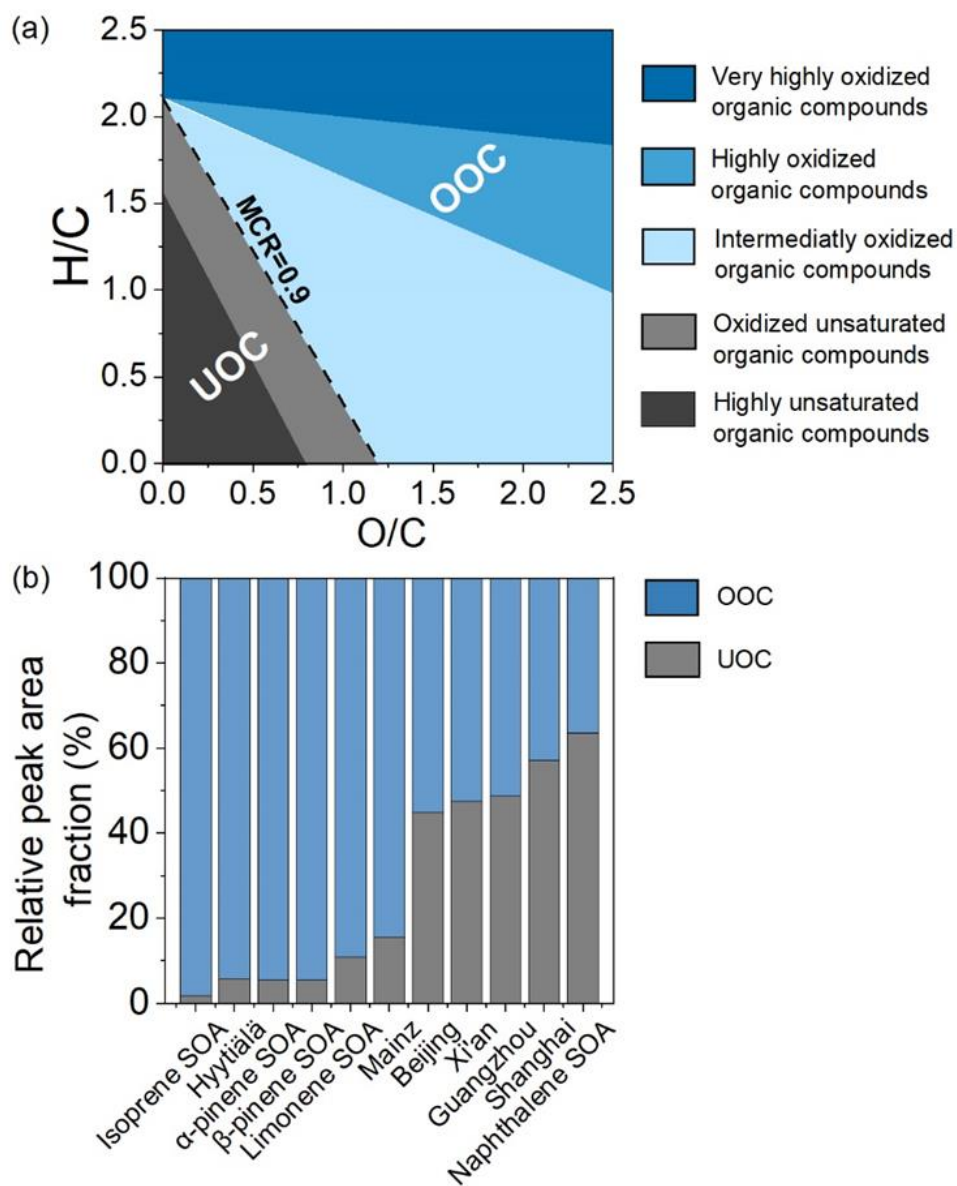 (a)
2.5
2.0
1.5
1.0
0.5
0.0
H/C
0.0 0.5 1.0 1.5 2.0 2.5
O/C
OOC
MCR=0.9
UOC
Very highly oxidized
organic compounds
Highly oxidized
organic compounds
Intermediatly oxidized
organic compounds
Oxidized unsaturated
organic compounds
Highly unsaturated
organic compounds
(b)
100
80
60
40
20
0
Relative peak area
fraction (%)
Isoprene SOA
Hyytiälä
α-pinene SOA
β-pinene SOA
Limonene SOA
Mainz
Beijing
Xi'an
Guangzhou
Shanghai
Naphthalene SOA
OOC
UOC